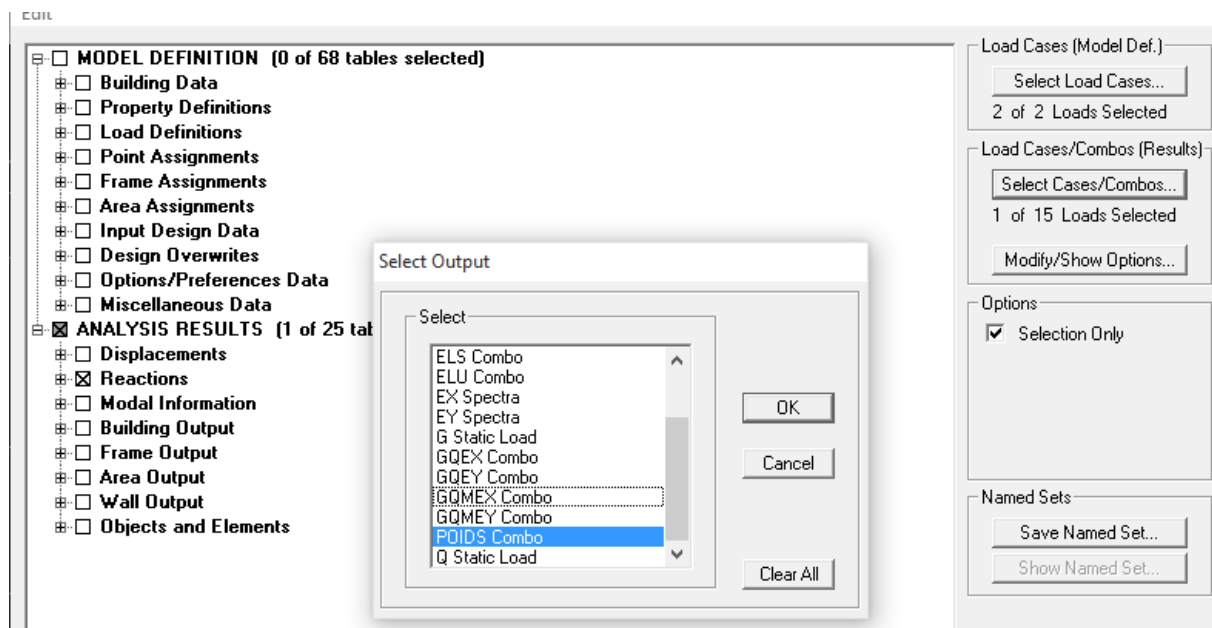 Edit
MODEL DEFINITION (0 of 68 tables selected)
Building Data
Property Definitions
Load Definitions
Point Assignments
Frame Assignments
Area Assignments
Input Design Data
Design Overwrites
Options/Preferences Data
Miscellaneous Data
ANALYSIS RESULTS (1 of 25 tab
Displacements
Reactions
Modal Information
Building Output
Frame Output
Area Output
Wall Output
Objects and Elements
Select Output
Select
ELS Combo
ELU Combo
EX Spectra
EY Spectra
G Static Load
GQEX Combo
GQEY Combo
GQMEX Combo
GQMEY Combo
POIDS Combo
Q Static Load
OK
Cancel
Clear All
Load Cases (Model Def.)
Select Load Cases...
2 of 2 Loads Selected
Load Cases/Combos (Results)
Select Cases/Combos...
1 of 15 Loads Selected
Modify/Show Options...
Options
Selection Only
Named Sets
Save Named Set...
Show Named Set...